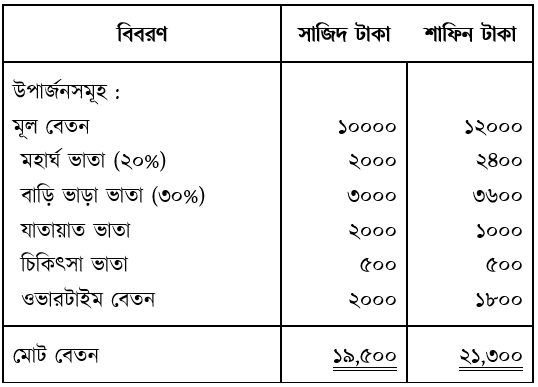 বিবরণ সাজিদ টাকা শাফিন টাকা
উপার্জনসমূহ :
মূল বেতন ১০০০০ ১২০০০
মহার্ঘ ভাতা (২০%) ২০০০ ২৪০০
বাড়ি ভাড়া ভাতা (৩০%) ৩০০০ ৩৬০০
যাতায়াত ভাতা ২০০০ ১০০০
চিকিৎসা ভাতা ৫০০ ৫০০
ওভারটাইম বেতন ২০০০ ১৮০০
মোট বেতন ১৯,৫০০ ২১,৩০০